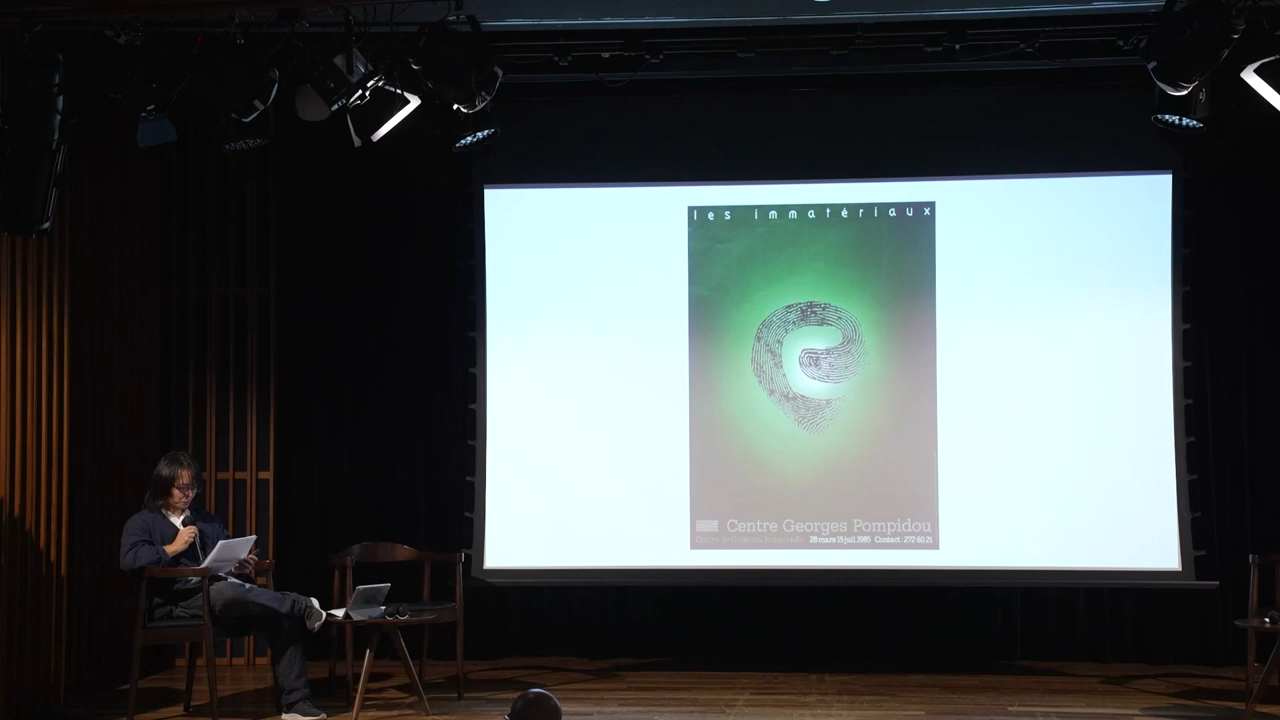 les immatériaux
Centre Georges Pompidou
28 mars 15 juil. 1985 Contact: 272 60 21